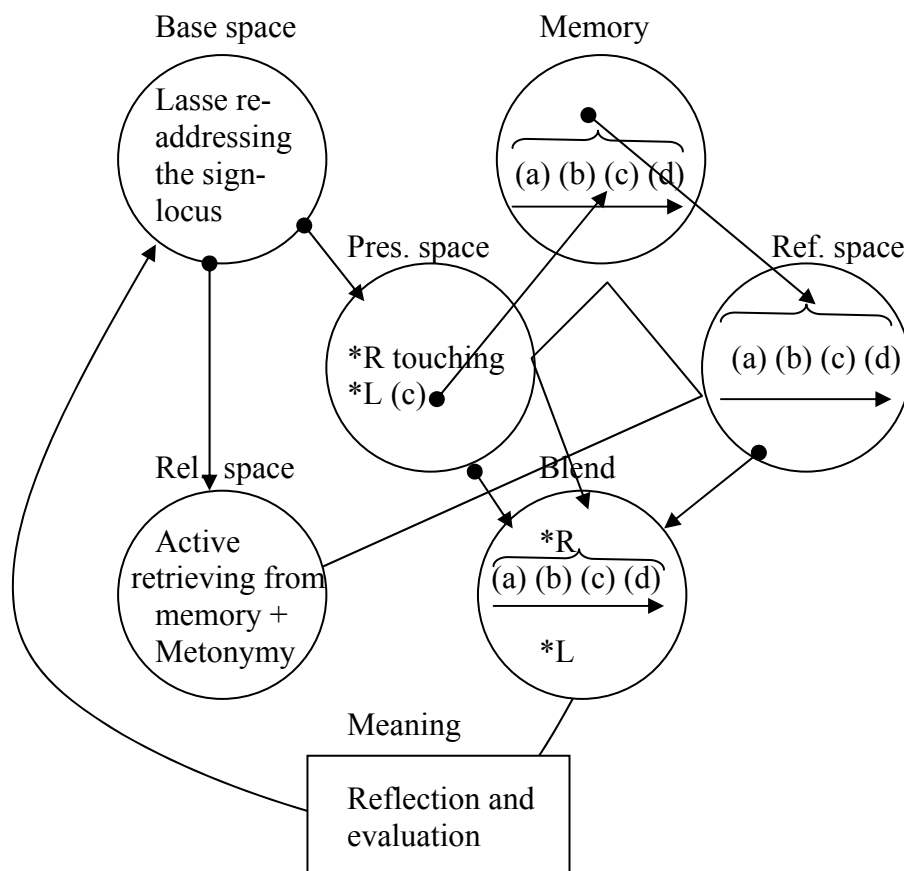 Base space
Memory
Lasse re-
addressing
the sign-
locus
(a) (b) (c) (d)
Pres. space
Ref. space
*R touching
*L (c)
(a) (b) (c) (d)
Rel. space
Blend
Active
retrieving from
memory +
Metonymy
*R
(a) (b) (c) (d)
*L
Meaning
Reflection and
evaluation